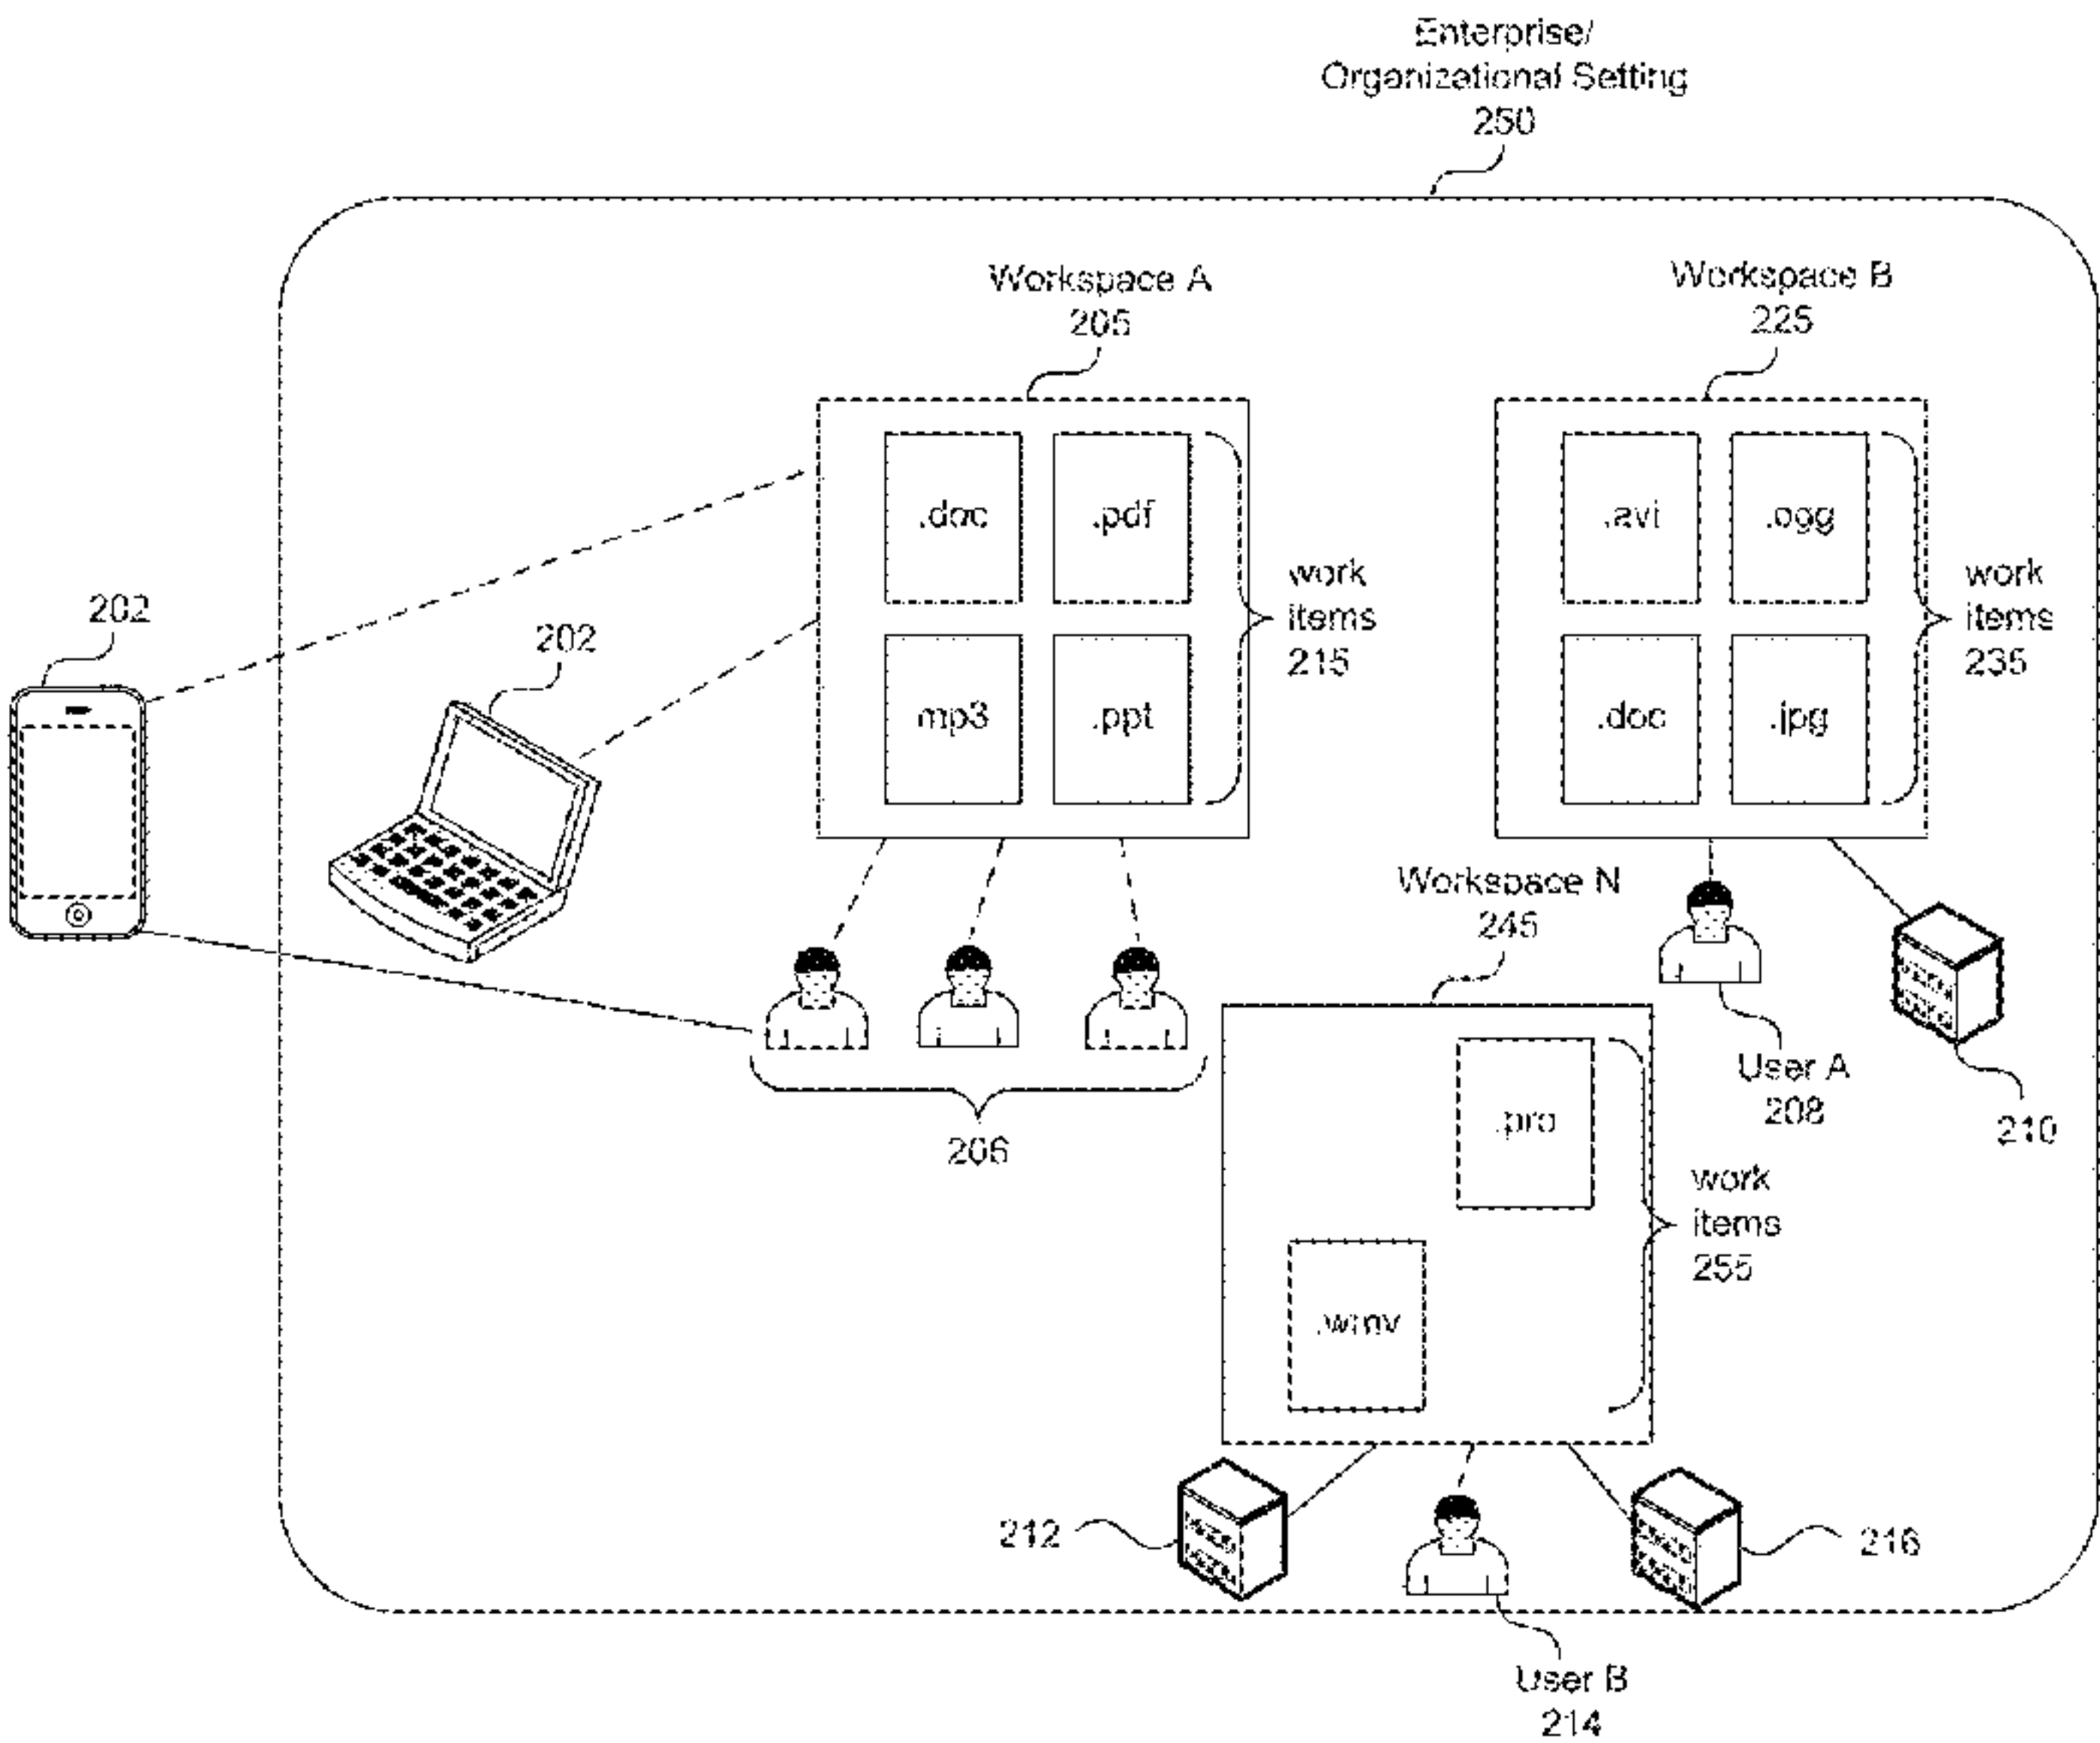 Enterprise/
Organizational Setting
250
Workspace A
205
Workspace B
225
.doc
.pdf
.avi
.ogg
work
items
215
work
items
235
202
202
mp3
.ppt
.doc
.jpg
Workspace N
245
User A
208
210
206
.pro
work
items
255
.wmv
212
216
User B
214